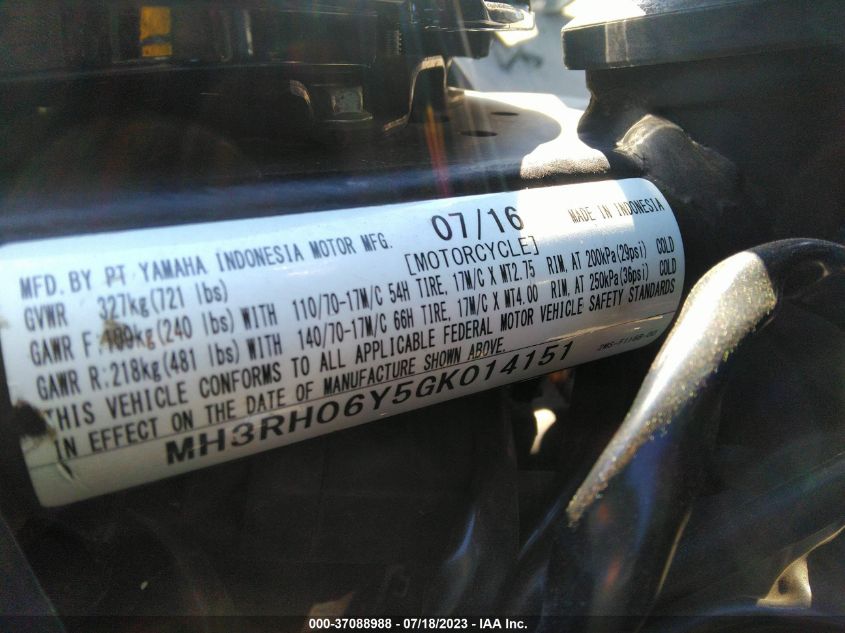 MFD.BY PT YAMAHA INDONESIA MOTOR MFG. 07/16 MADE IN INDONESIA
GVWR 327kg(721 lbs) [MOTORCYCLE]
GAWR F:109kg(240 lbs) WITH 110/70-17M/C 54H TIRE, 17M/C X MT2.75 RIM, AT 200kPa(29psi) COLD
GAWR R:218kg(481 lbs) WITH 140/70-17M/C 66H TIRE, 17M/C X MT4.00 RIM, AT 250kPa(36psi) COLD
THIS VEHICLE CONFORMS TO ALL APPLICABLE FEDERAL MOTOR VEHICLE SAFETY STANDARDS
IN EFFECT ON THE DATE OF MANUFACTURE SHOWN ABOVE.
MH3RH06Y5GK014151
000-37088988 - 07/18/2023 - IAA Inc.